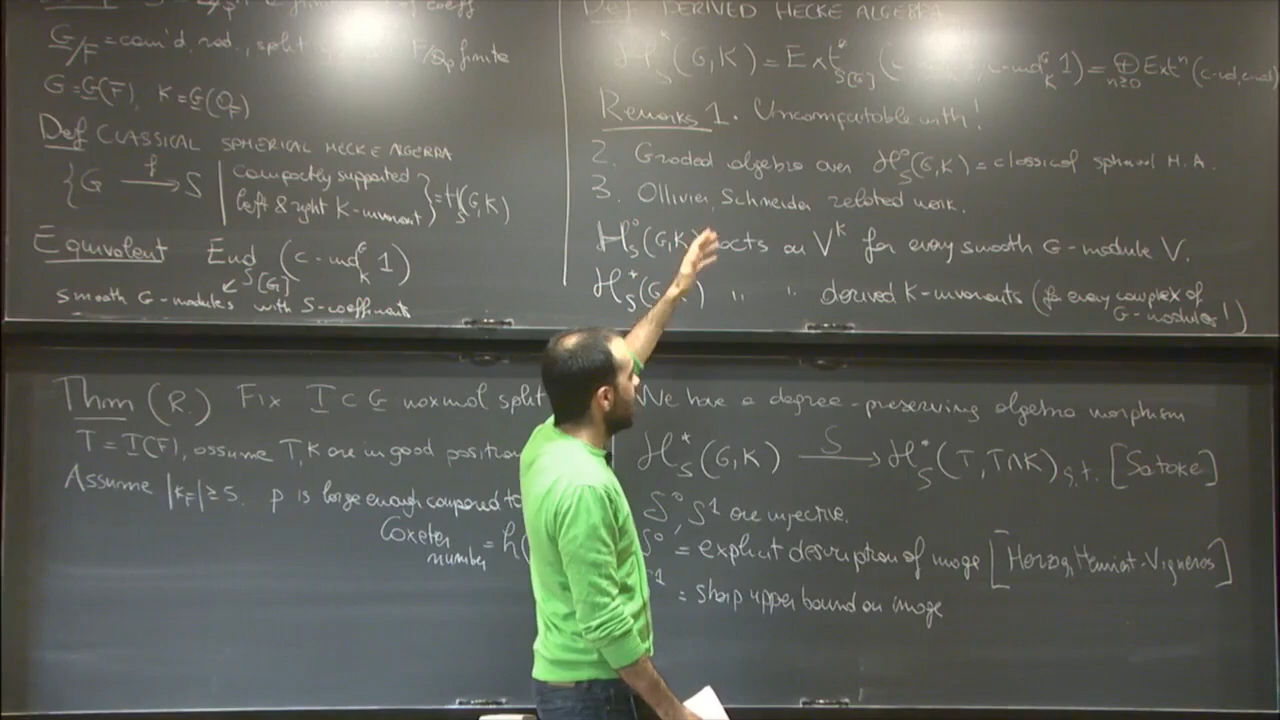 G/F = conn'd, red., split F/Qp finite
G = G(F), K = G(O_F)
Def CLASSICAL SPHERICAL HECKE ALGEBRA
{ G —f→ S | compactly supported
left & right K-invariant } = H_S(G,K)
Equivalent End_{S[G]} (c-ind_K^G 1)
smooth G-modules with S-coefficients
Def DERIVED HECKE ALGEBRA
H_S^*(G,K) = Ext^*_{S[G]} (c-ind_K^G 1) = ⊕_{n≥0} Ext^n (c-ind, c-ind)
Remarks 1. Uncomputable with!
2. Graded algebra over H_S^0(G,K) = classical spherical H.A.
3. Ollivier, Schneider related work.
H_S^0(G,K) acts on V^K for every smooth G-module V.
H_S^*(G, ) " " derived K-invariants (for every complex of
G-modules!)
Thm (R.) Fix T ⊂ G maximal split
T = T(F), assume T, K are in good position
Assume |k_F| ≥ 5. p is large enough compared to
Coxeter
number = h(
We have a degree-preserving algebra morphism
H_S^*(G,K) —S→ H_S^*(T, T∩K) s.t. [Satake]
S^0, S^1 are injective.
S^0 = explicit description of image [Herzig, Henniart-Vigneras]
S^1 = sharp upper bound on image